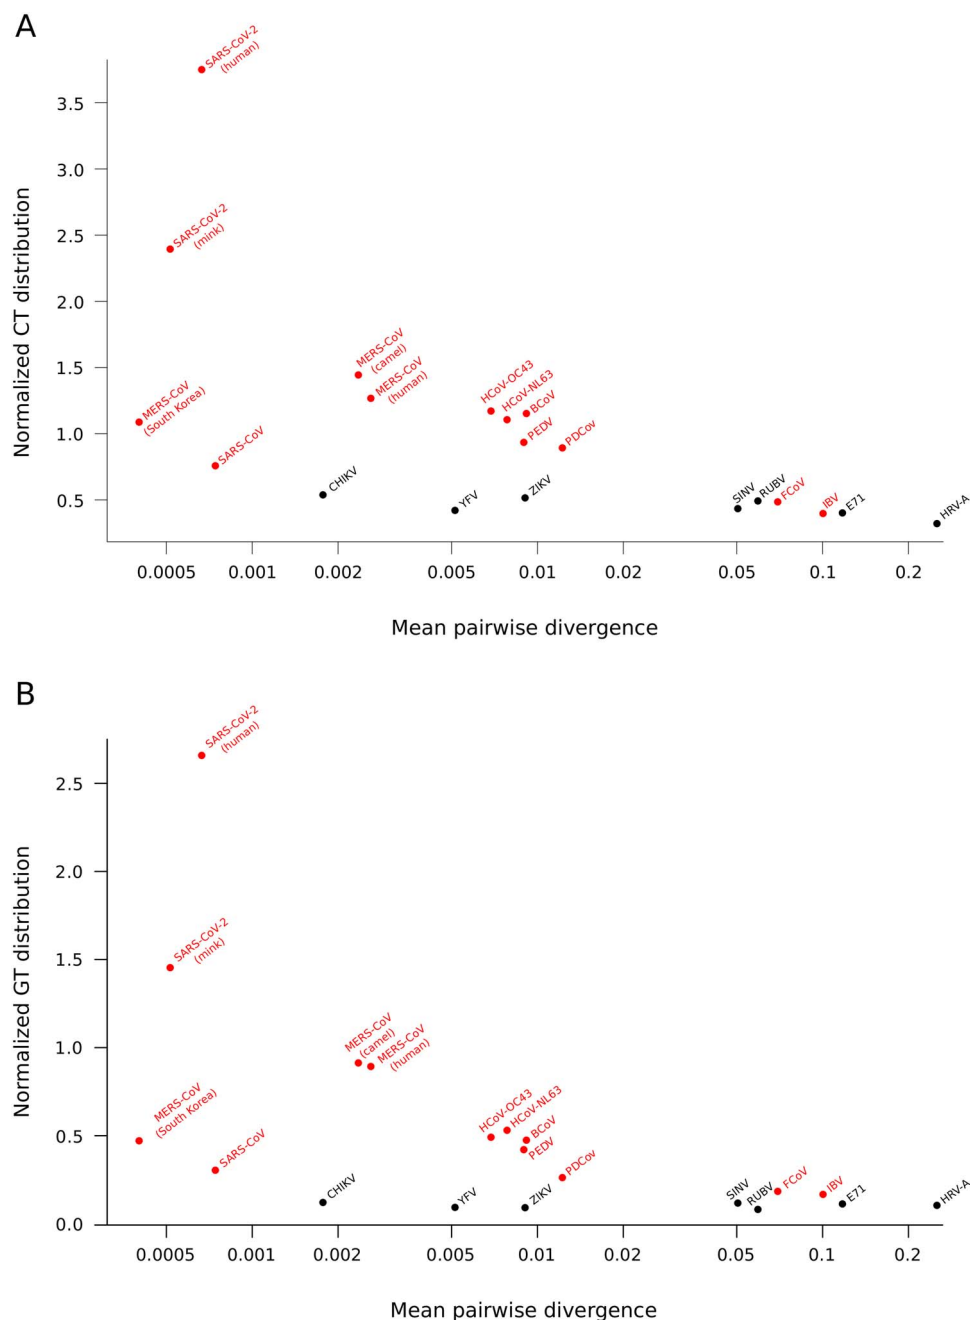 A
SARS-CoV-2
(human)
3.5
3.0
SARS-CoV-2
(mink)
2.5
2.0
Normalized CT distribution
MERS-CoV
(camel)
1.5
MERS-CoV
(human)
HCoV-OC43
HCoV-NL63
BCoV
MERS-CoV
(South Korea)
1.0
PEDV
PDCov
SARS-CoV
CHIKV
0.5
YFV
ZIKV
SINV
RUBV
FCoV
IBV
E71
HRV-A
0.0005 0.001 0.002 0.005 0.01 0.02 0.05 0.1 0.2
Mean pairwise divergence
B
SARS-CoV-2
(human)
2.5
2.0
SARS-CoV-2
(mink)
1.5
Normalized GT distribution
MERS-CoV
(camel)
MERS-CoV
(human)
1.0
MERS-CoV
(South Korea)
HCoV-OC43
HCoV-NL63
BCoV
PEDV
0.5
SARS-CoV
PDCov
CHIKV
YFV
ZIKV
SINV
RUBV
FCoV
IBV
E71
HRV-A
0.0
0.0005 0.001 0.002 0.005 0.01 0.02 0.05 0.1 0.2
Mean pairwise divergence